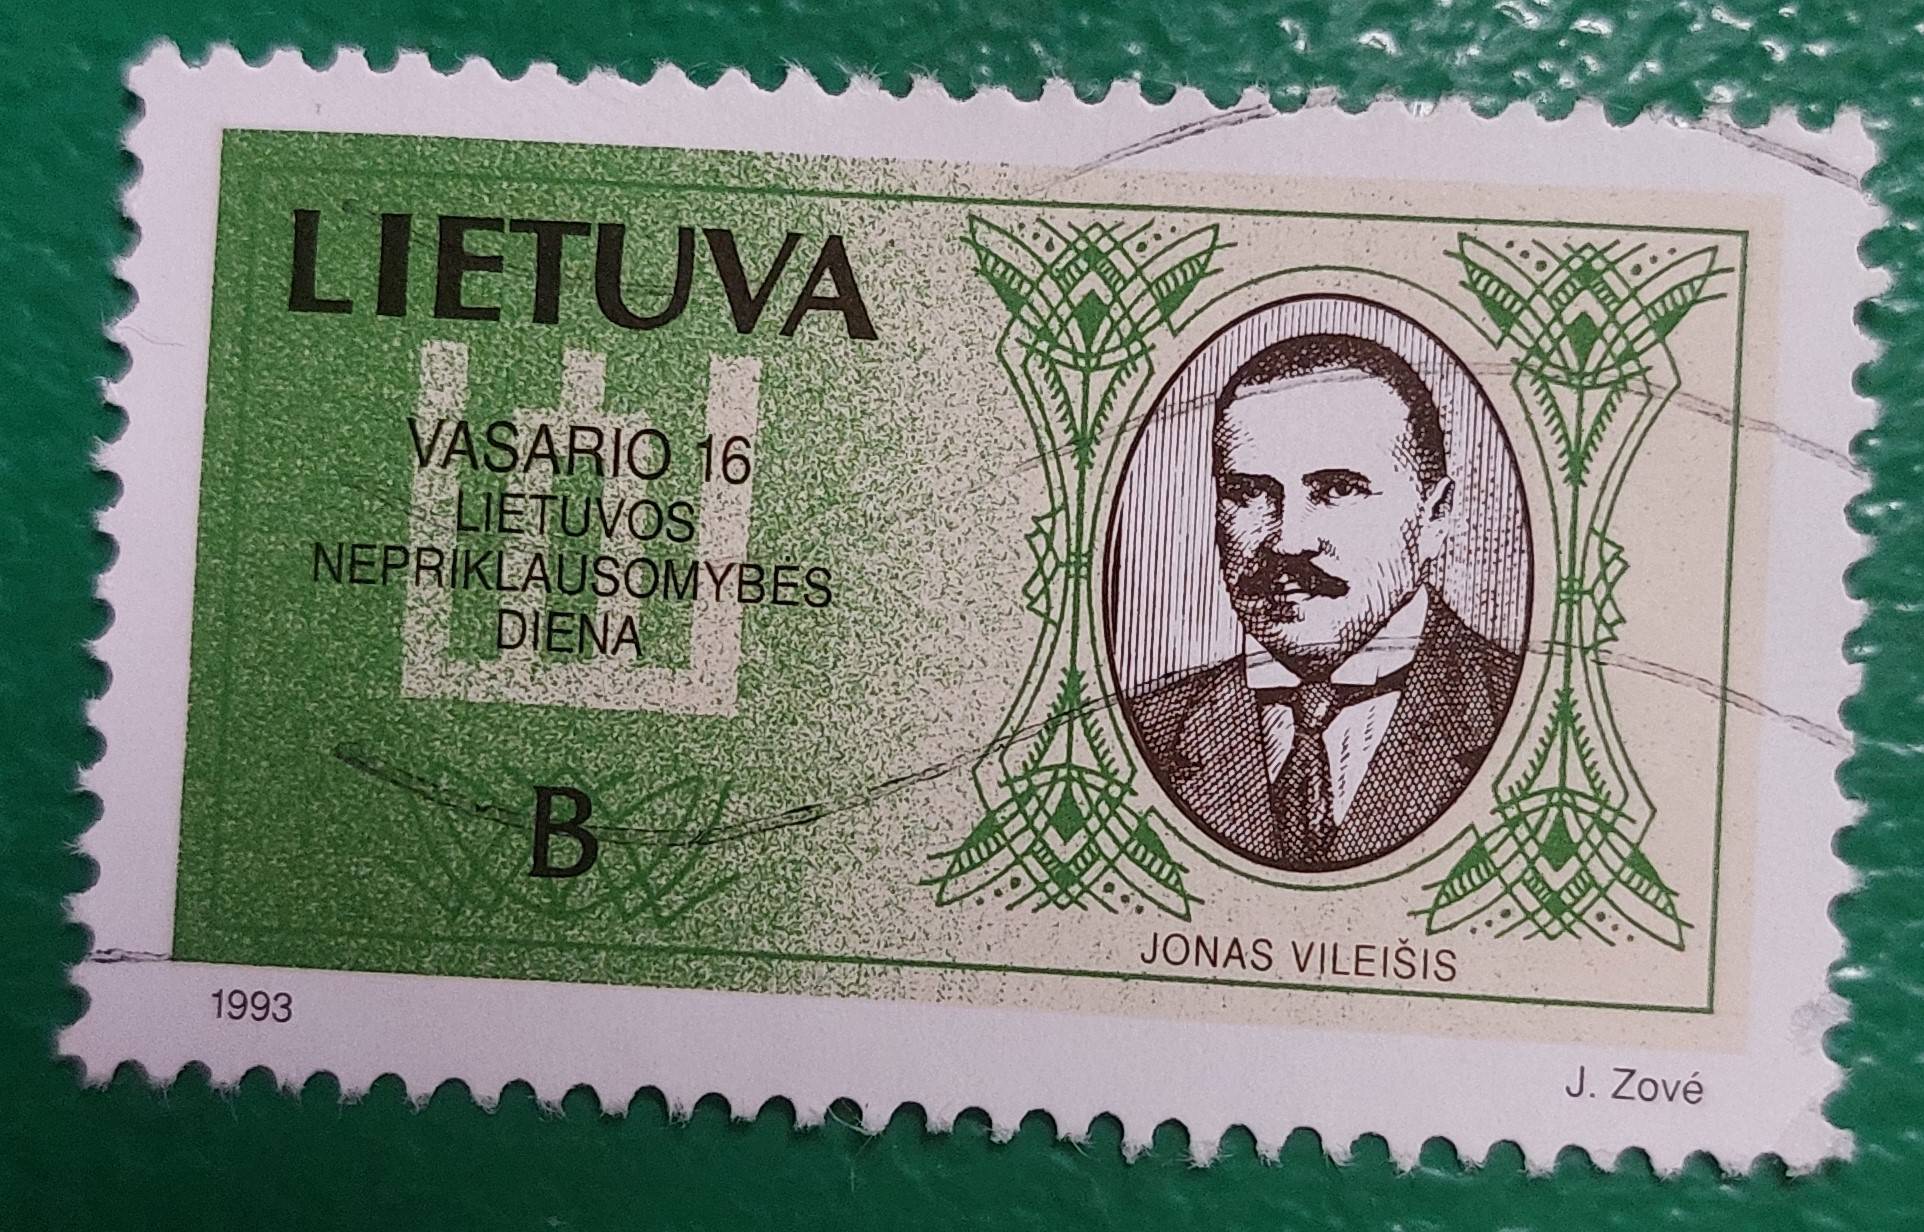 LIETUVA
VASARIO 16
LIETUVOS
NEPRIKLAUSOMYBĖS
DIENA
B
JONAS VILEIŠIS
1993
J. Zové